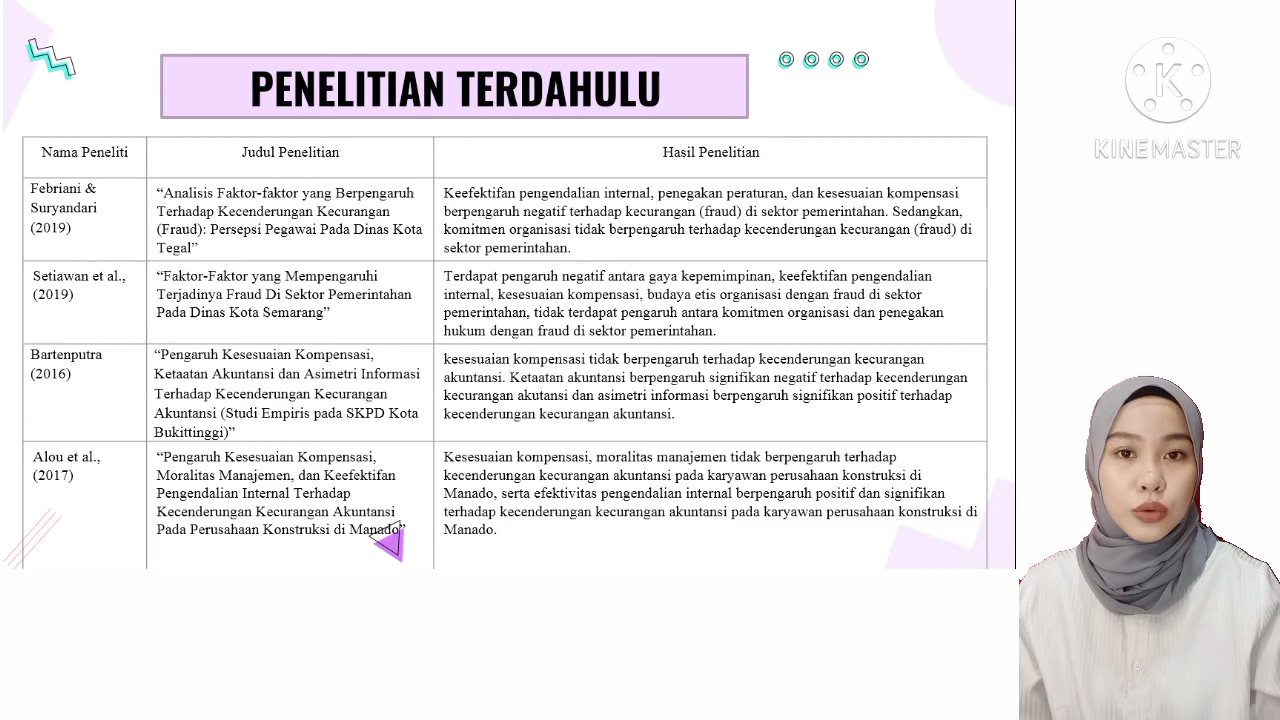 PENELITIAN TERDAHULU
K
KINEMASTER
Nama Peneliti
Judul Penelitian
Hasil Penelitian
Febriani &
Suryandari
(2019)
“Analisis Faktor-faktor yang Berpengaruh
Terhadap Kecenderungan Kecurangan
(Fraud): Persepsi Pegawai Pada Dinas Kota
Tegal”
Keefektifan pengendalian internal, penegakan peraturan, dan kesesuaian kompensasi
berpengaruh negatif terhadap kecurangan (fraud) di sektor pemerintahan. Sedangkan,
komitmen organisasi tidak berpengaruh terhadap kecenderungan kecurangan (fraud) di
sektor pemerintahan.
Setiawan et al.,
(2019)
“Faktor-Faktor yang Mempengaruhi
Terjadinya Fraud Di Sektor Pemerintahan
Pada Dinas Kota Semarang”
Terdapat pengaruh negatif antara gaya kepemimpinan, keefektifan pengendalian
internal, kesesuaian kompensasi, budaya etis organisasi dengan fraud di sektor
pemerintahan, tidak terdapat pengaruh antara komitmen organisasi dan penegakan
hukum dengan fraud di sektor pemerintahan.
Bartenputra
(2016)
“Pengaruh Kesesuaian Kompensasi,
Ketaatan Akuntansi dan Asimetri Informasi
Terhadap Kecenderungan Kecurangan
Akuntansi (Studi Empiris pada SKPD Kota
Bukittinggi)”
kesesuaian kompensasi tidak berpengaruh terhadap kecenderungan kecurangan
akuntansi. Ketaatan akuntansi berpengaruh signifikan negatif terhadap kecenderungan
kecurangan akutansi dan asimetri informasi berpengaruh signifikan positif terhadap
kecenderungan kecurangan akuntansi.
Alou et al.,
(2017)
“Pengaruh Kesesuaian Kompensasi,
Moralitas Manajemen, dan Keefektifan
Pengendalian Internal Terhadap
Kecenderungan Kecurangan Akuntansi
Pada Perusahaan Konstruksi di Manado”
Kesesuaian kompensasi, moralitas manajemen tidak berpengaruh terhadap
kecenderungan kecurangan akuntansi pada karyawan perusahaan konstruksi di
Manado, serta efektivitas pengendalian internal berpengaruh positif dan signifikan
terhadap kecenderungan kecurangan akuntansi pada karyawan perusahaan konstruksi di
Manado.